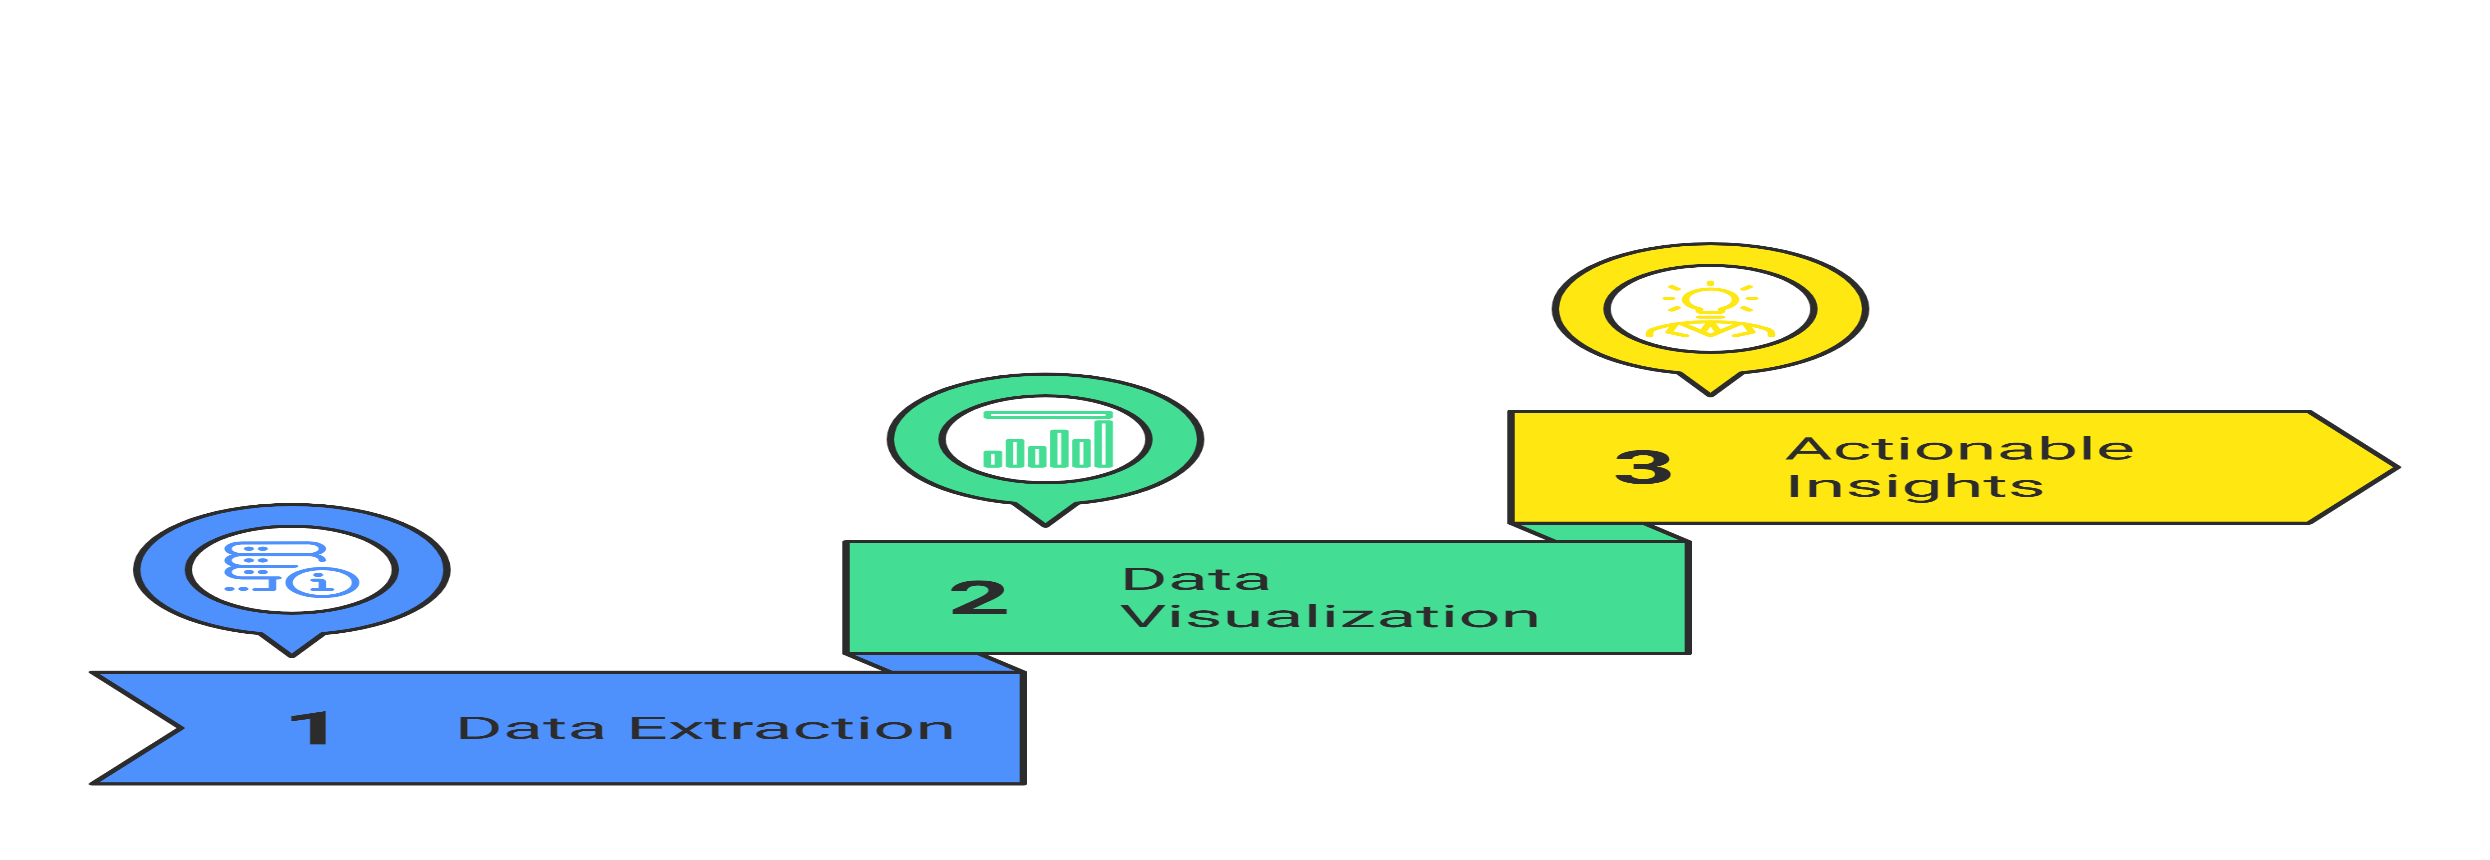 1
Data Extraction
2
Data
Visualization
3
Actionable
Insights